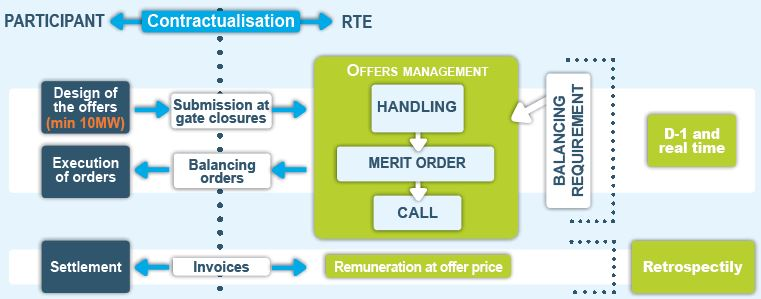 PARTICIPANT
Contractualisation
RTE
OFFERS MANAGEMENT
Design of
the offers
(min 10MW)
Submission at
gate closures
HANDLING
BALANCING
REQUIREMENT
D-1 and
real time
Execution
of orders
Balancing
orders
MERIT ORDER
CALL
Settlement
Invoices
Remuneration at offer price
Retrospectily